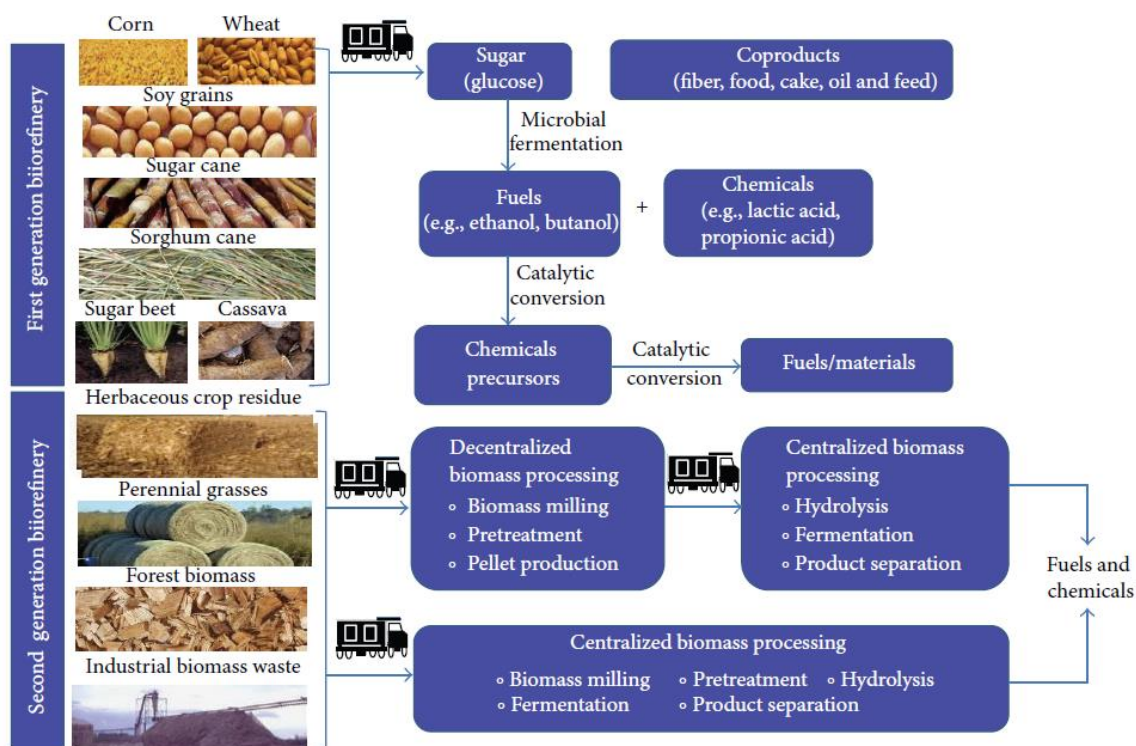 First generation biiorefinery
Corn
Wheat
Soy grains
Sugar cane
Sorghum cane
Sugar beet
Cassava
Sugar
(glucose)
Coproducts
(fiber, food, cake, oil and feed)
Microbial
fermentation
Fuels
(e.g., ethanol, butanol)
+
Chemicals
(e.g., lactic acid,
propionic acid)
Catalytic
conversion
Chemicals
precursors
Catalytic
conversion
Fuels/materials
Second generation biiorefinery
Herbaceous crop residue
Perennial grasses
Forest biomass
Industrial biomass waste
Decentralized
biomass processing
∘ Biomass milling
∘ Pretreatment
∘ Pellet production
Centralized biomass
processing
∘ Hydrolysis
∘ Fermentation
∘ Product separation
Centralized biomass processing
∘ Biomass milling ∘ Pretreatment ∘ Hydrolysis
∘ Fermentation ∘ Product separation
Fuels and
chemicals